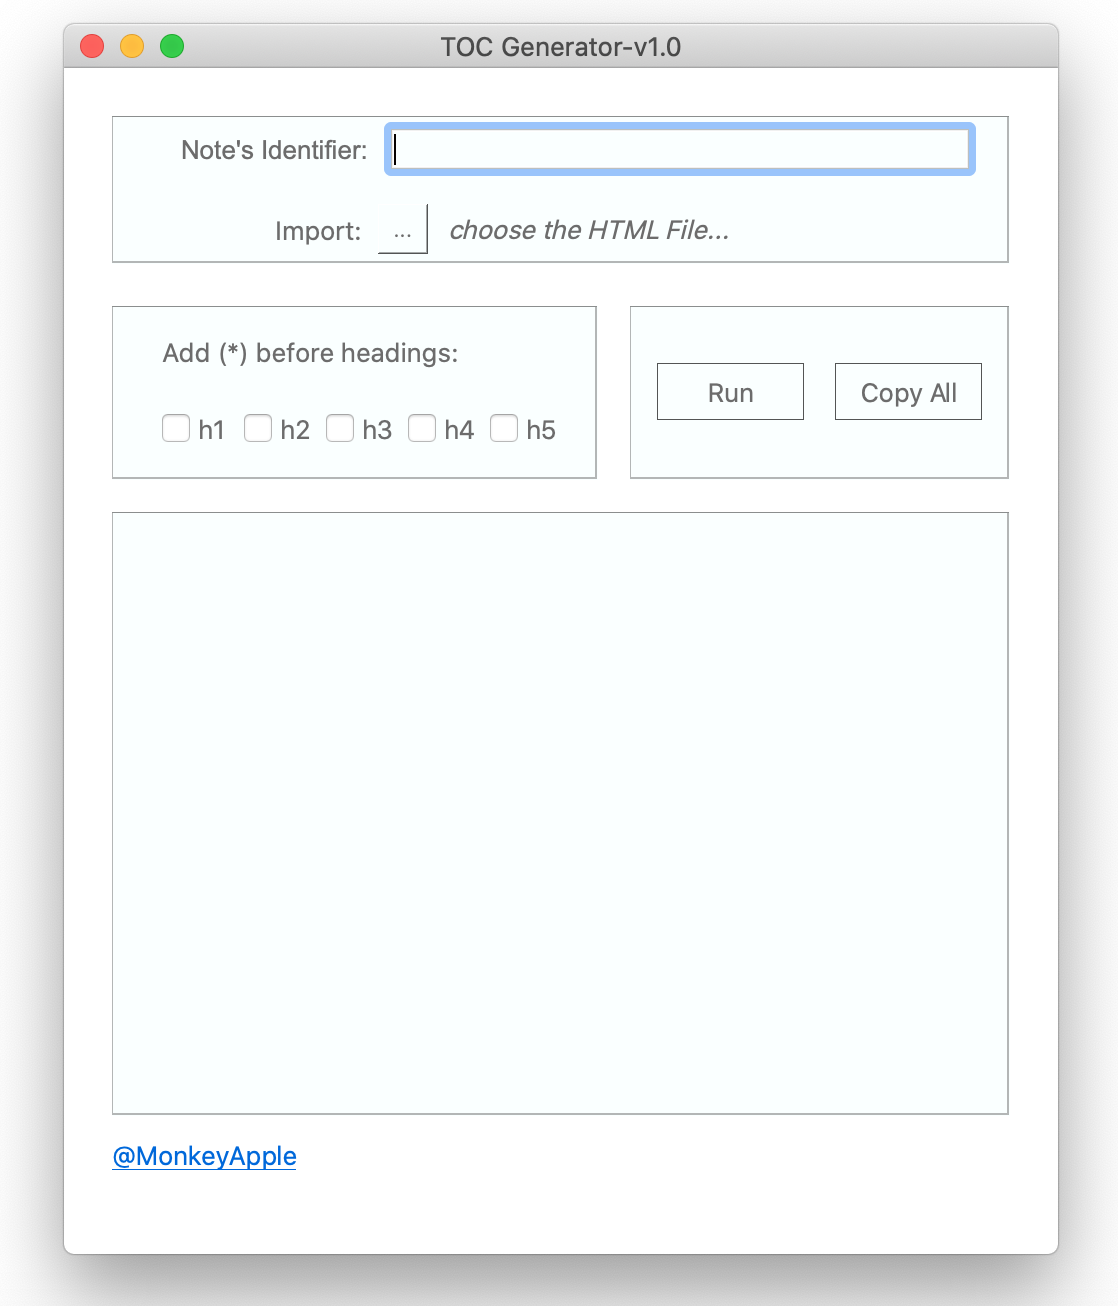 TOC Generator-v1.0
Note's Identifier:
Import: ... choose the HTML File...
Add (*) before headings:
h1 h2 h3 h4 h5
Run Copy All
@MonkeyApple